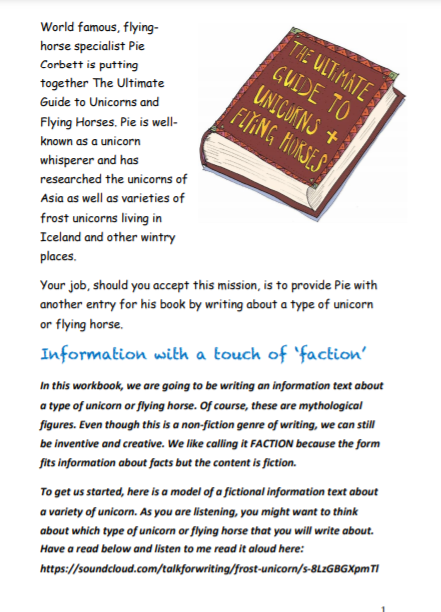 World famous, flying-
horse specialist Pie
Corbett is putting
together The Ultimate
Guide to Unicorns and
Flying Horses. Pie is well-
known as a unicorn
whisperer and has
researched the unicorns of
Asia as well as varieties of
frost unicorns living in
Iceland and other wintry
places.
THE ULTIMATE
GUIDE TO
UNICORNS +
FLYING HORSES
Your job, should you accept this mission, is to provide Pie with
another entry for his book by writing about a type of unicorn
or flying horse.
Information with a touch of ‘faction’
In this workbook, we are going to be writing an information text about
a type of unicorn or flying horse. Of course, these are mythological
figures. Even though this is a non-fiction genre of writing, we can still
be inventive and creative. We like calling it FACTION because the form
fits information about facts but the content is fiction.
To get us started, here is a model of a fictional information text about
a variety of unicorn. As you are listening, you might want to think
about which type of unicorn or flying horse that you will write about.
Have a read below and listen to me read it aloud here:
https://soundcloud.com/talkforwriting/frost-unicorn/s-8LzGBGXpmTl
1